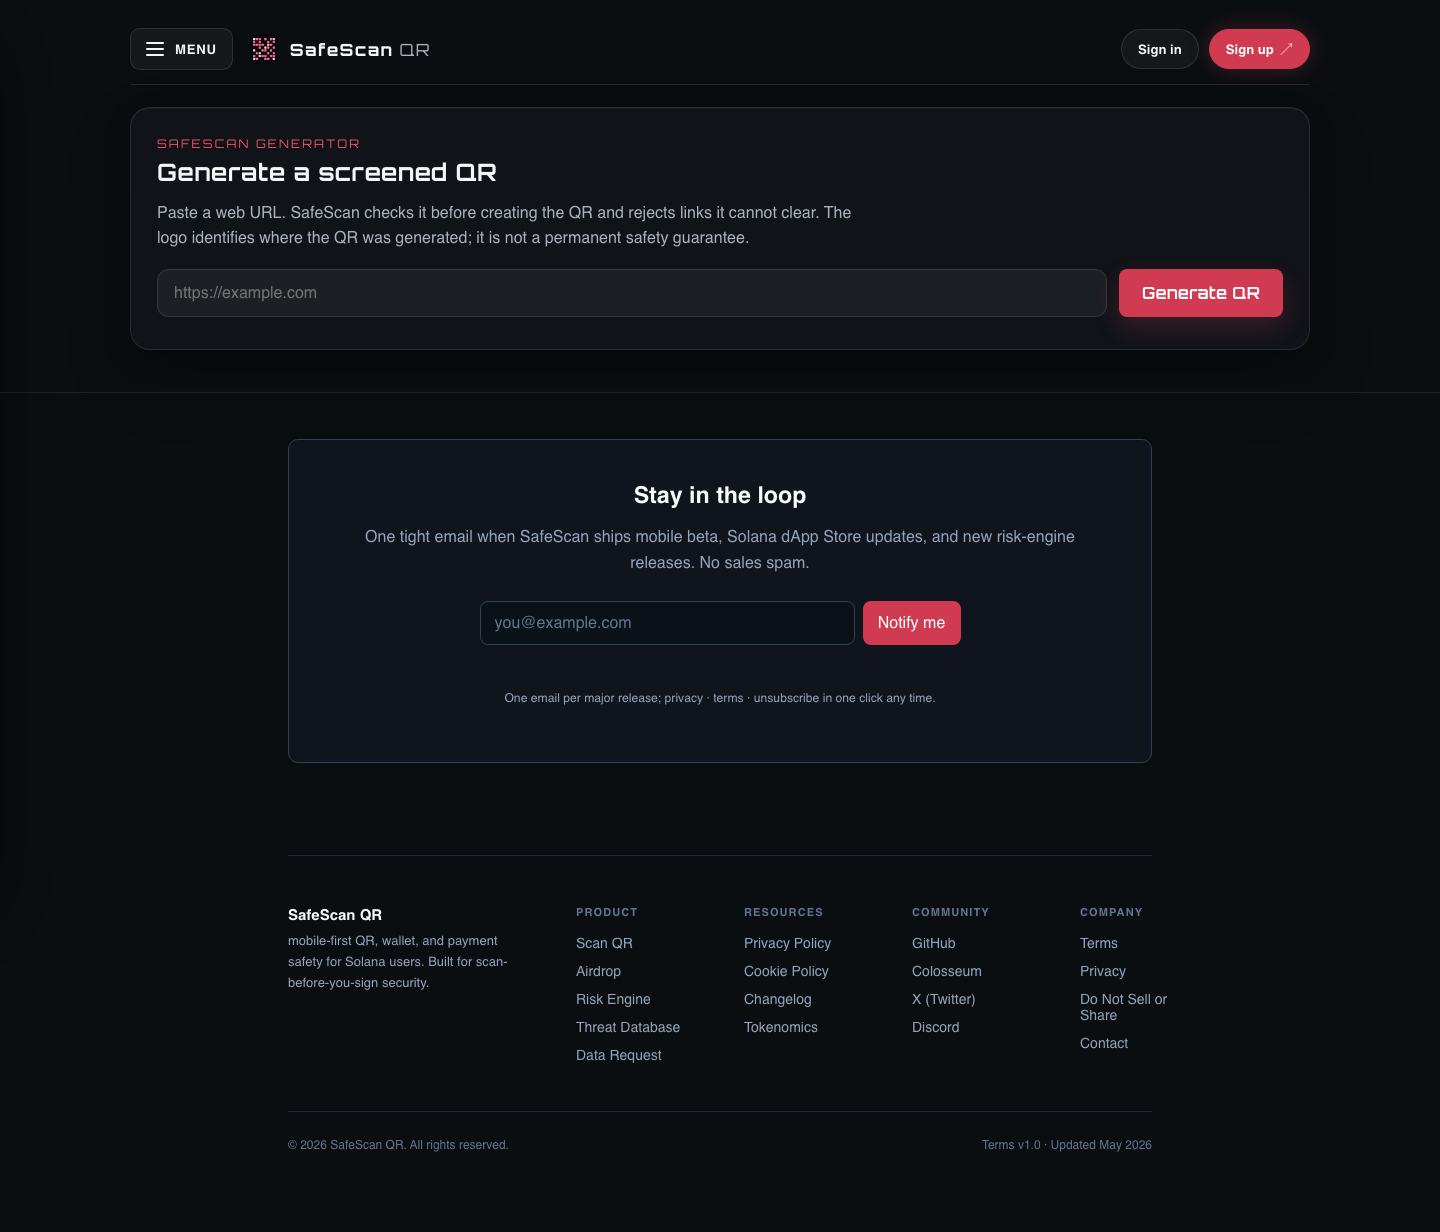 MENU
SafeScan QR
Sign in
Sign up ↗
SAFESCAN GENERATOR
Generate a screened QR
Paste a web URL. SafeScan checks it before creating the QR and rejects links it cannot clear. The
logo identifies where the QR was generated; it is not a permanent safety guarantee.
https://example.com
Generate QR
Stay in the loop
One tight email when SafeScan ships mobile beta, Solana dApp Store updates, and new risk-engine
releases. No sales spam.
you@example.com
Notify me
One email per major release; privacy · terms · unsubscribe in one click any time.
SafeScan QR
mobile-first QR, wallet, and payment
safety for Solana users. Built for scan-
before-you-sign security.
PRODUCT
Scan QR
Airdrop
Risk Engine
Threat Database
Data Request
RESOURCES
Privacy Policy
Cookie Policy
Changelog
Tokenomics
COMMUNITY
GitHub
Colosseum
X (Twitter)
Discord
COMPANY
Terms
Privacy
Do Not Sell or
Share
Contact
© 2026 SafeScan QR. All rights reserved.
Terms v1.0 · Updated May 2026